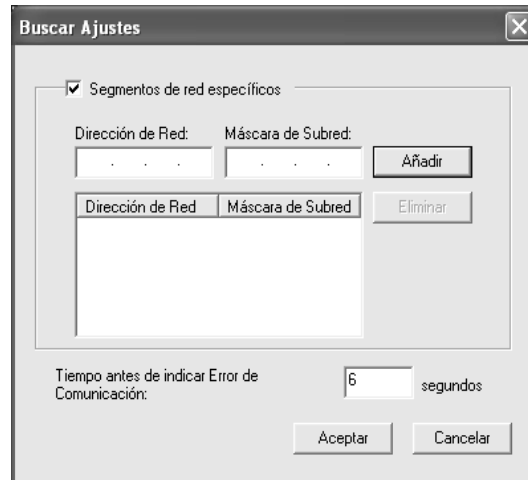 Buscar Ajustes
Segmentos de red específicos
Dirección de Red: Máscara de Subred:
. . . . . . Añadir
Dirección de Red Máscara de Subred Eliminar
Tiempo antes de indicar Error de
Comunicación: 6 segundos
Aceptar Cancelar